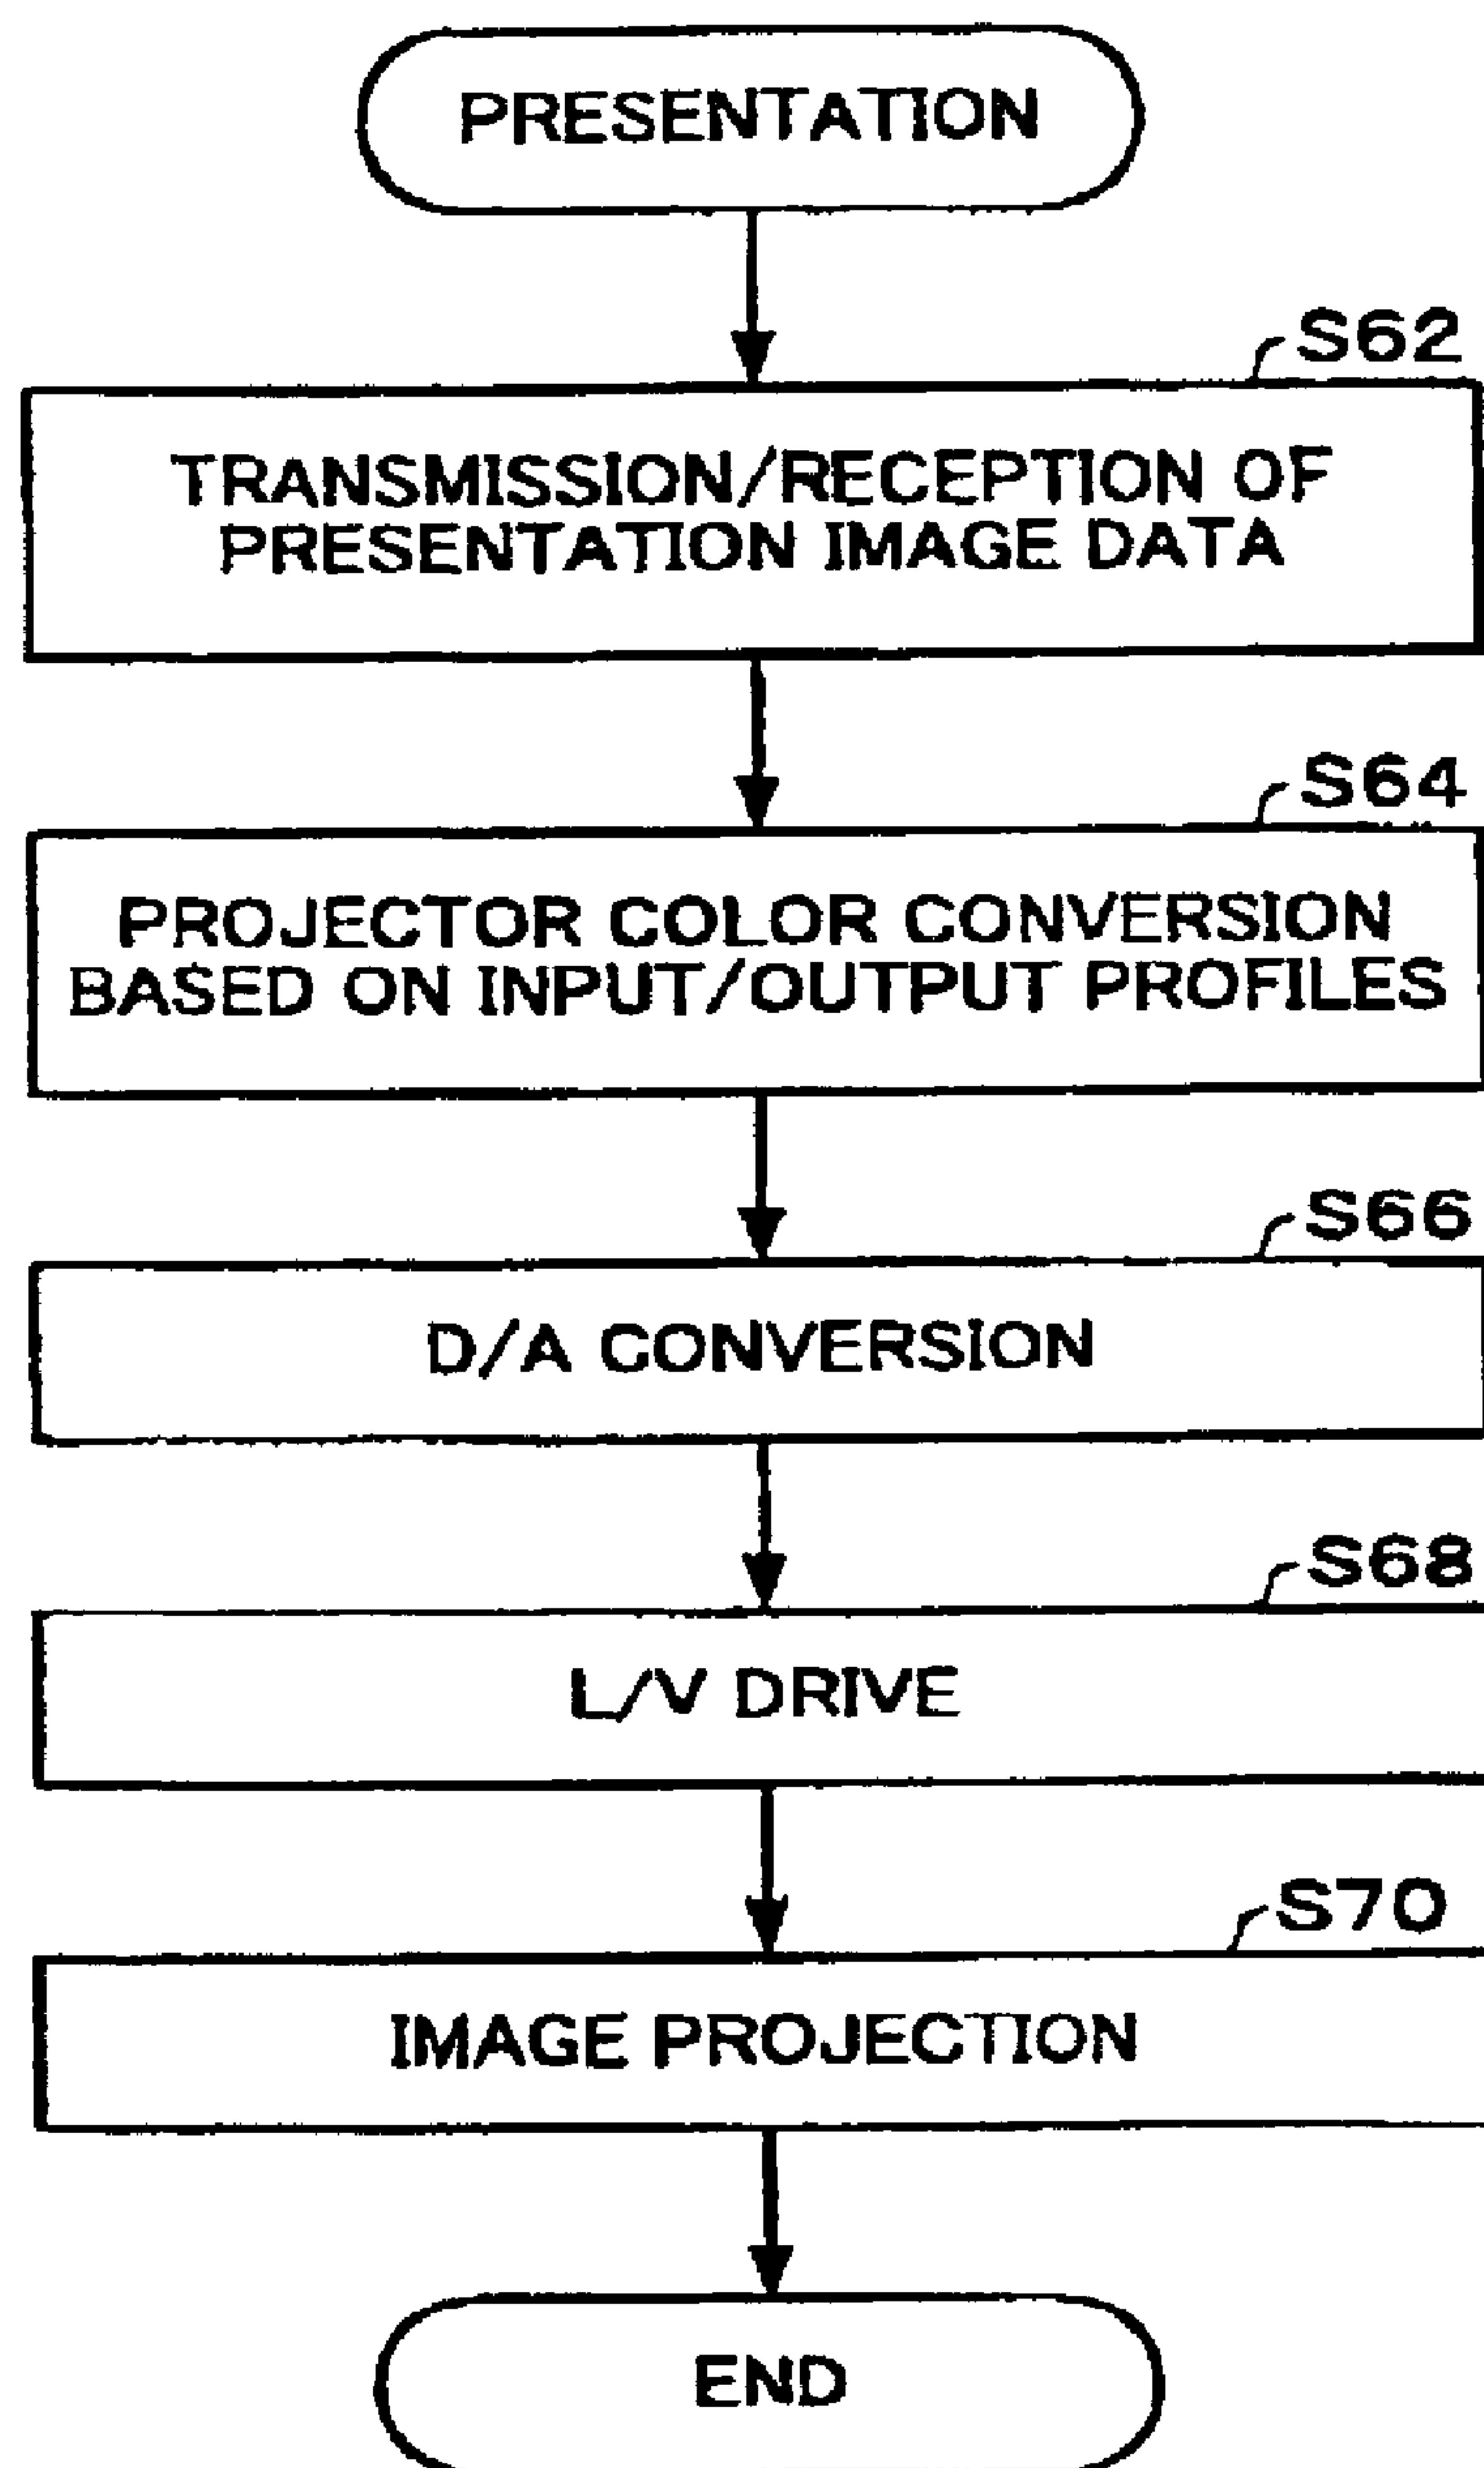 PRESENTATION
S62
TRANSMISSION/RECEPTION OF
PRESENTATION IMAGE DATA
S64
PROJECTOR COLOR CONVERSION
BASED ON INPUT/OUTPUT PROFILES
S66
D/A CONVERSION
S68
L/V DRIVE
S70
IMAGE PROJECTION
END